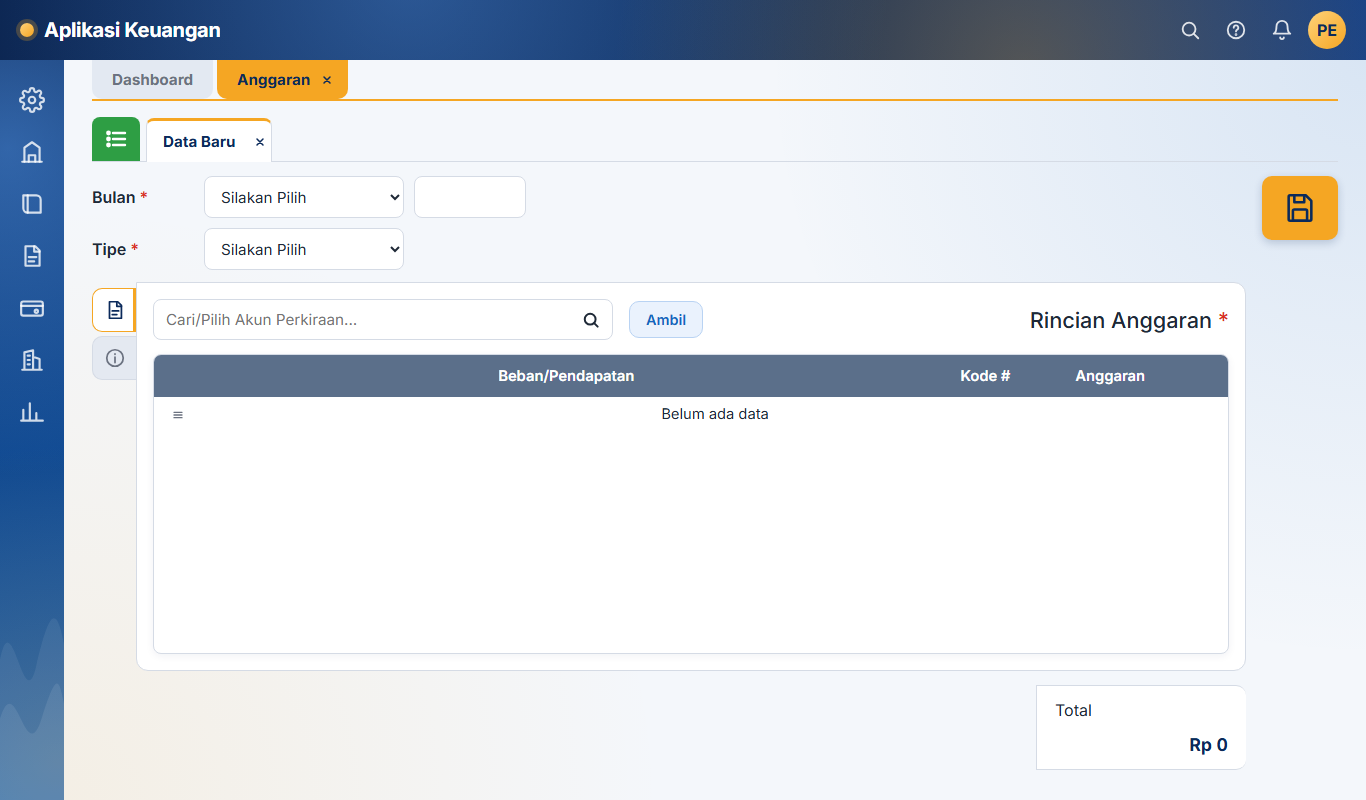 Aplikasi Keuangan
PE
Dashboard
Anggaran ×
Data Baru ×
Bulan * Silakan Pilih
Tipe * Silakan Pilih
Cari/Pilih Akun Perkiraan...
Ambil
Rincian Anggaran *
Beban/Pendapatan Kode # Anggaran
Belum ada data
Total
Rp 0